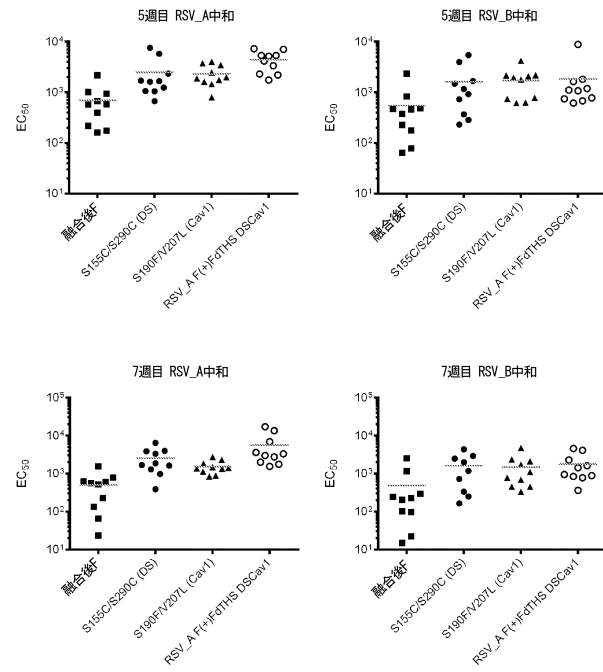 5週目 RSV_A中和
EC50
10^4
10^3
10^2
10^1
融合後F
S155C/S290C (DS)
S190F/V207L (Cav1)
RSV_A F(+)FdTHS DSCav1
5週目 RSV_B中和
EC50
10^4
10^3
10^2
10^1
融合後F
S155C/S290C (DS)
S190F/V207L (Cav1)
RSV_A F(+)FdTHS DSCav1
7週目 RSV_A中和
EC50
10^5
10^4
10^3
10^2
10^1
融合後F
S155C/S290C (DS)
S190F/V207L (Cav1)
RSV_A F(+)FdTHS DSCav1
7週目 RSV_B中和
EC50
10^5
10^4
10^3
10^2
10^1
融合後F
S155C/S290C (DS)
S190F/V207L (Cav1)
RSV_A F(+)FdTHS DSCav1